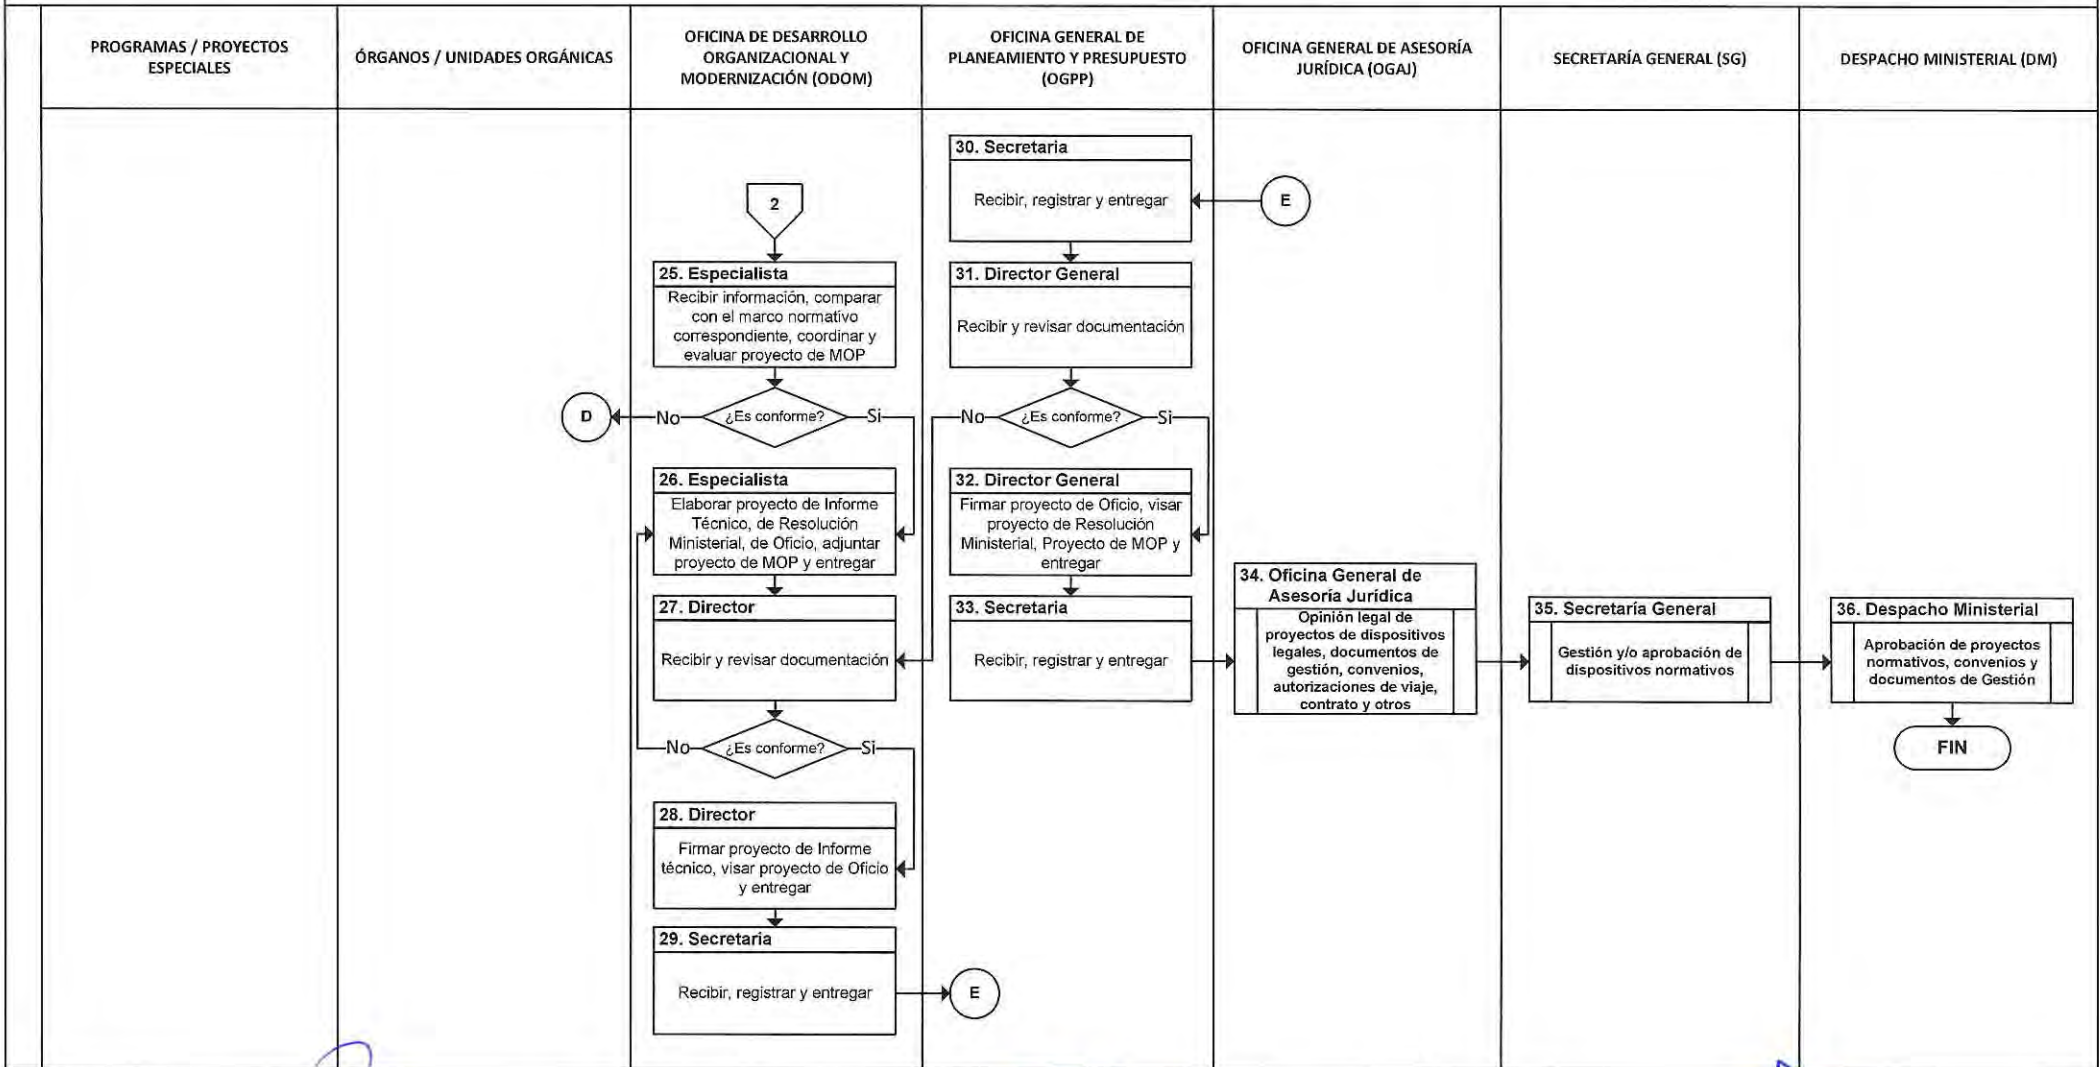 PROGRAMAS / PROYECTOS
ESPECIALES
ÓRGANOS / UNIDADES ORGÁNICAS
OFICINA DE DESARROLLO
ORGANIZACIONAL Y
MODERNIZACIÓN (ODOM)
OFICINA GENERAL DE
PLANEAMIENTO Y PRESUPUESTO
(OGPP)
OFICINA GENERAL DE ASESORÍA
JURÍDICA (OGAJ)
SECRETARÍA GENERAL (SG)
DESPACHO MINISTERIAL (DM)
2
25. Especialista
Recibir información, comparar
con el marco normativo
correspondiente, coordinar y
evaluar proyecto de MOP
D
No
¿Es conforme?
Si
26. Especialista
Elaborar proyecto de Informe
Técnico, de Resolución
Ministerial, de Oficio, adjuntar
proyecto de MOP y entregar
27. Director
Recibir y revisar documentación
No
¿Es conforme?
Si
28. Director
Firmar proyecto de Informe
técnico, visar proyecto de Oficio
y entregar
29. Secretaria
Recibir, registrar y entregar
E
30. Secretaria
Recibir, registrar y entregar
E
31. Director General
Recibir y revisar documentación
No
¿Es conforme?
Si
32. Director General
Firmar proyecto de Oficio, visar
proyecto de Resolución
Ministerial, Proyecto de MOP y
entregar
33. Secretaria
Recibir, registrar y entregar
34. Oficina General de
Asesoría Jurídica
Opinión legal de
proyectos de dispositivos
legales, documentos de
gestión, convenios,
autorizaciones de viaje,
contrato y otros
35. Secretaría General
Gestión y/o aprobación de
dispositivos normativos
36. Despacho Ministerial
Aprobación de proyectos
normativos, convenios y
documentos de Gestión
FIN